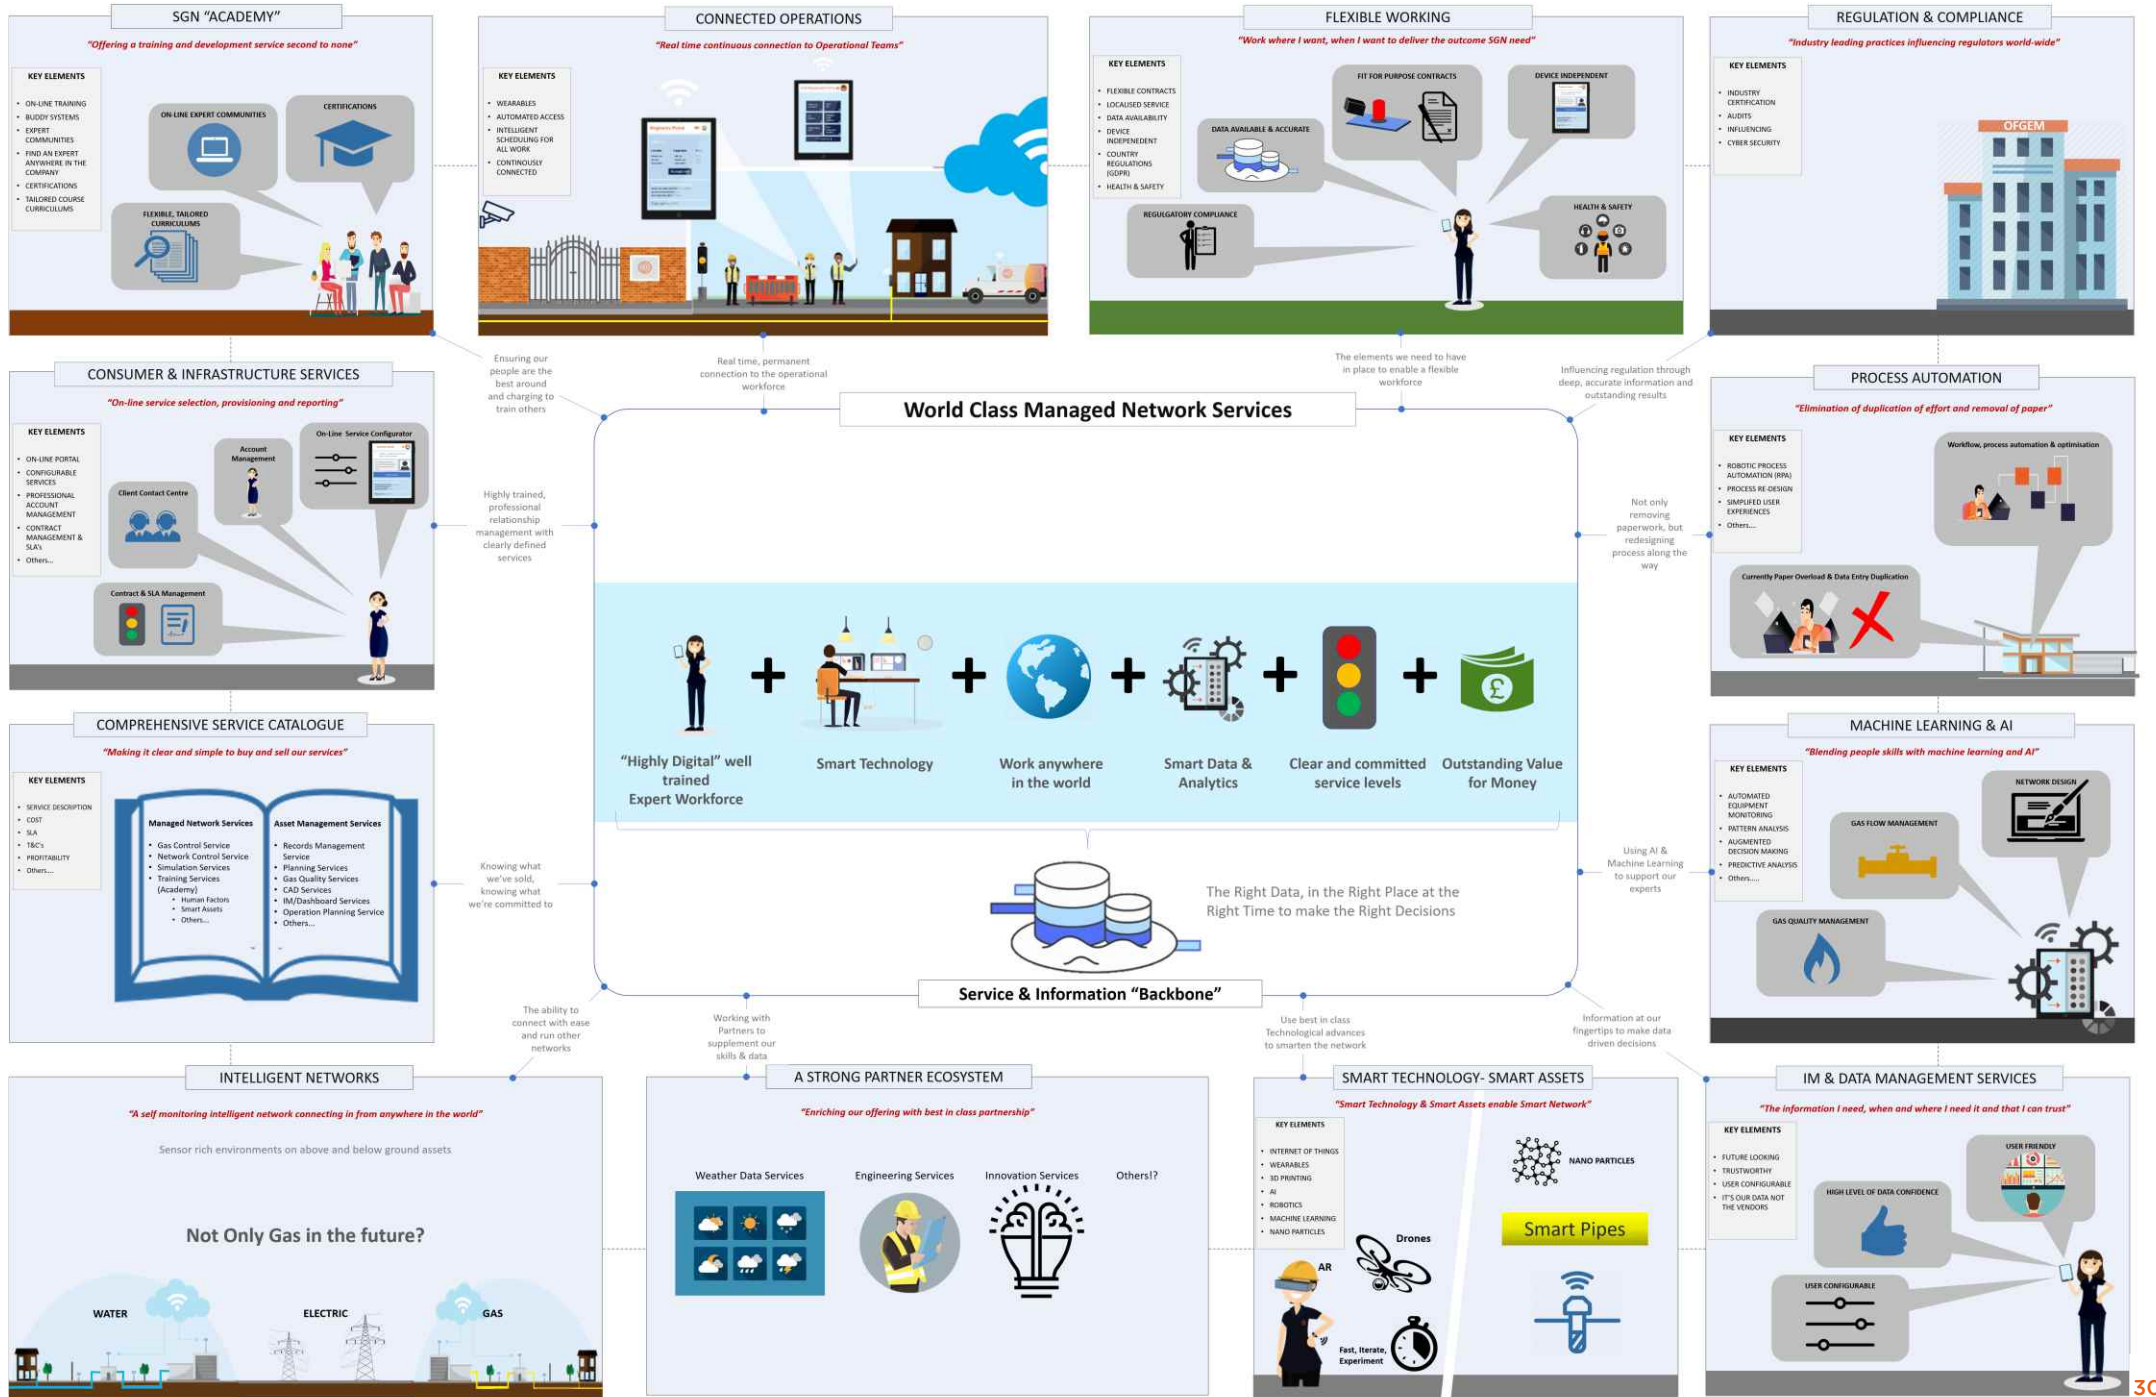 SGN “ACADEMY”
“Offering a training and development service second to none”
KEY ELEMENTS
• ON-LINE TRAINING
• BUDDY SYSTEMS
• EXPERT
COMMUNITIES
• FIND AN EXPERT
ANYWHERE IN THE
COMPANY
• CERTIFICATIONS
• TAILORED COURSE
CURRICULUMS
ON-LINE EXPERT COMMUNITIES
CERTIFICATIONS
FLEXIBLE, TAILORED
CURRICULUMS
CONNECTED OPERATIONS
“Real time continuous connection to Operational Teams”
KEY ELEMENTS
• WEARABLES
• AUTOMATED ACCESS
• INTELLIGENT
SCHEDULING FOR
ALL WORK
• CONTINOUSLY
CONNECTED
FLEXIBLE WORKING
“Work where I want, when I want to deliver the outcome SGN need”
KEY ELEMENTS
• FLEXIBLE CONTRACTS
• LOCALISED SERVICE
• DATA AVAILABILITY
• DEVICE
INDEPENEDENT
• COUNTRY
REGULATIONS
(GDPR)
• HEALTH & SAFETY
FIT FOR PURPOSE CONTRACTS
DEVICE INDEPENDENT
DATA AVAILABLE & ACCURATE
REGULGATORY COMPLIANCE
HEALTH & SAFETY
REGULATION & COMPLIANCE
“Industry leading practices influencing regulators world-wide”
KEY ELEMENTS
• INDUSTRY
CERTIFICATION
• AUDITS
• INFLUENCING
• CYBER SECURITY
OFGEM
Ensuring our
people are the
best around
and charging to
train others
Real time, permanent
connection to the operational
workforce
The elements we need to have
in place to enable a flexible
workforce
Influencing regulation through
deep, accurate information and
outstanding results
CONSUMER & INFRASTRUCTURE SERVICES
“On-line service selection, provisioning and reporting”
KEY ELEMENTS
• ON-LINE PORTAL
• CONFIGURABLE
SERVICES
• PROFESSIONAL
ACCOUNT
MANAGEMENT
• CONTRACT
MANAGEMENT &
SLA's
• Others...
Client Contact Centre
Account
Management
On-Line Service Configurator
Contract & SLA Management
Highly trained,
professional
relationship
management with
clearly defined
services
World Class Managed Network Services
“Highly Digital” well
trained
Expert Workforce
Smart Technology
Work anywhere
in the world
Smart Data &
Analytics
Clear and committed
service levels
Outstanding Value
for Money
The Right Data, in the Right Place at the
Right Time to make the Right Decisions
Service & Information “Backbone”
Not only
removing
paperwork, but
redesigning
process along the
way
PROCESS AUTOMATION
“Elimination of duplication of effort and removal of paper”
KEY ELEMENTS
• ROBOTIC PROCESS
AUTOMATION (RPA)
• PROCESS RE-DESIGN
• SIMPLIFED USER
EXPERIENCES
• Others....
Workflow, process automation & optimisation
Currently Paper Overload & Data Entry Duplication
COMPREHENSIVE SERVICE CATALOGUE
“Making it clear and simple to buy and sell our services”
KEY ELEMENTS
• SERVICE DESCRIPTION
• COST
• SLA
• T&C's
• PROFITABILITY
• Others....
Managed Network Services
• Gas Control Service
• Network Control Service
• Simulation Services
• Training Services
(Academy)
• Human Factors
• Smart Assets
• Others...
Asset Management Services
• Records Management
Service
• Planning Services
• Gas Quality Services
• CAD Services
• IM/Dashboard Services
• Operation Planning Service
• Others...
Knowing what
we've sold,
knowing what
we're committed to
Using AI &
Machine Learning
to support our
experts
MACHINE LEARNING & AI
“Blending people skills with machine learning and AI”
KEY ELEMENTS
• AUTOMATED
EQUIPMENT
MONITORING
• PATTERN ANALYSIS
• AUGMENTED
DECISION MAKING
• PREDICTIVE ANALYSIS
• Others.....
NETWORK DESIGN
GAS FLOW MANAGEMENT
GAS QUALITY MANAGEMENT
The ability to
connect with ease
and run other
networks
Working with
Partners to
supplement our
skills & data
Use best in class
Technological advances
to smarten the network
Information at our
fingertips to make data
driven decisions
INTELLIGENT NETWORKS
“A self monitoring intelligent network connecting in from anywhere in the world”
Sensor rich environments on above and below ground assets
Not Only Gas in the future?
WATER
ELECTRIC
GAS
A STRONG PARTNER ECOSYSTEM
“Enriching our offering with best in class partnership”
Weather Data Services
Engineering Services
Innovation Services
Others!?
SMART TECHNOLOGY- SMART ASSETS
“Smart Technology & Smart Assets enable Smart Network”
KEY ELEMENTS
• INTERNET OF THINGS
• WEARABLES
• 3D PRINTING
• AI
• ROBOTICS
• MACHINE LEARNING
• NANO PARTICLES
NANO PARTICLES
Smart Pipes
Drones
AR
Fast, Iterate,
Experiment
IM & DATA MANAGEMENT SERVICES
“The information I need, when and where I need it and that I can trust”
KEY ELEMENTS
• FUTURE LOOKING
• TRUSTWORTHY
• USER CONFIGURABLE
• IT'S OUR DATA NOT
THE VENDORS
USER FRIENDLY
HIGH LEVEL OF DATA CONFIDENCE
USER CONFIGURABLE